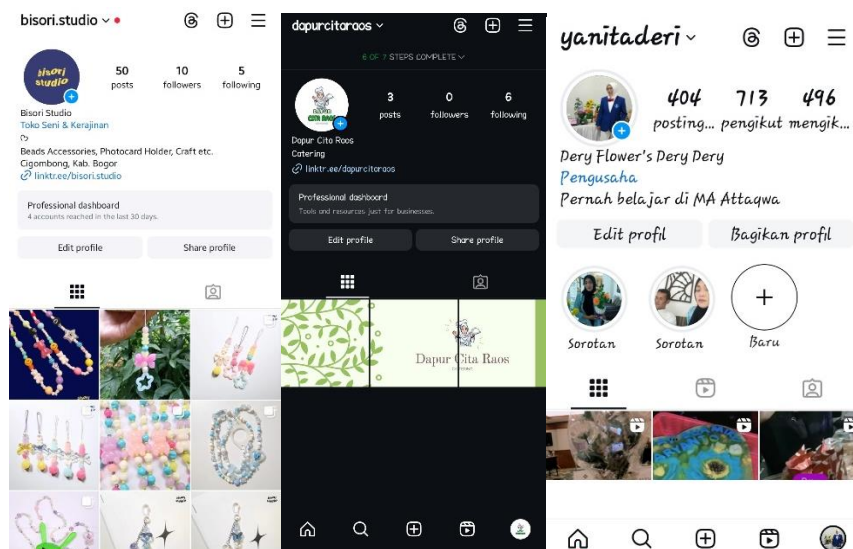 bisori.studio
bisori
studio
50
10
5
posts
followers
following
Bisori Studio
Toko Seni & Kerajinan
Beads Accessories, Photocard Holder, Craft etc.
Cigombong, Kab. Bogor
linktr.ee/bisori.studio
Professional dashboard
4 accounts reached in the last 30 days.
Edit profile
Share profile
dapurcitaraos
6 OF 7 STEPS COMPLETE
3
0
6
posts
followers
following
Dapur Cita Raos
Catering
linktr.ee/dapurcitaraos
Professional dashboard
Tools and resources just for businesses.
Edit profile
Share profile
Dapur Cita Raos
yanitaderi
404
713
496
posting...
pengikut
mengik...
Dery Flower's Dery Dery
Pengusaha
Pernah belajar di MA Attaqwa
Edit profil
Bagikan profil
Sorotan
Sorotan
Baru